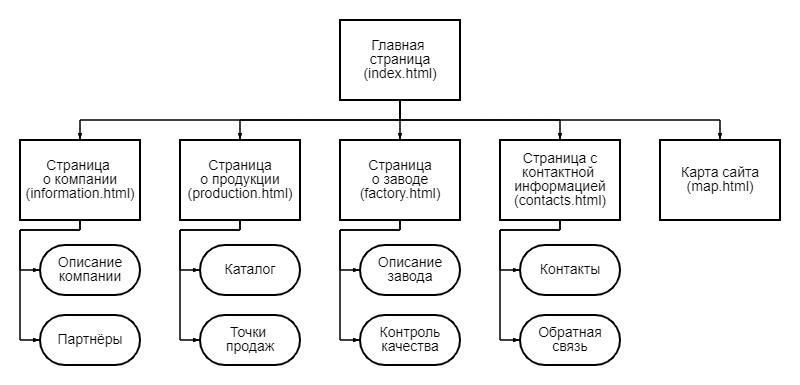 Главная
страница
(index.html)
Страница
о компании
(information.html)
Страница
о продукции
(production.html)
Страница
о заводе
(factory.html)
Страница с
контактной
информацией
(contacts.html)
Карта сайта
(map.html)
Описание
компании
Каталог
Описание
завода
Контакты
Партнёры
Точки
продаж
Контроль
качества
Обратная
связь